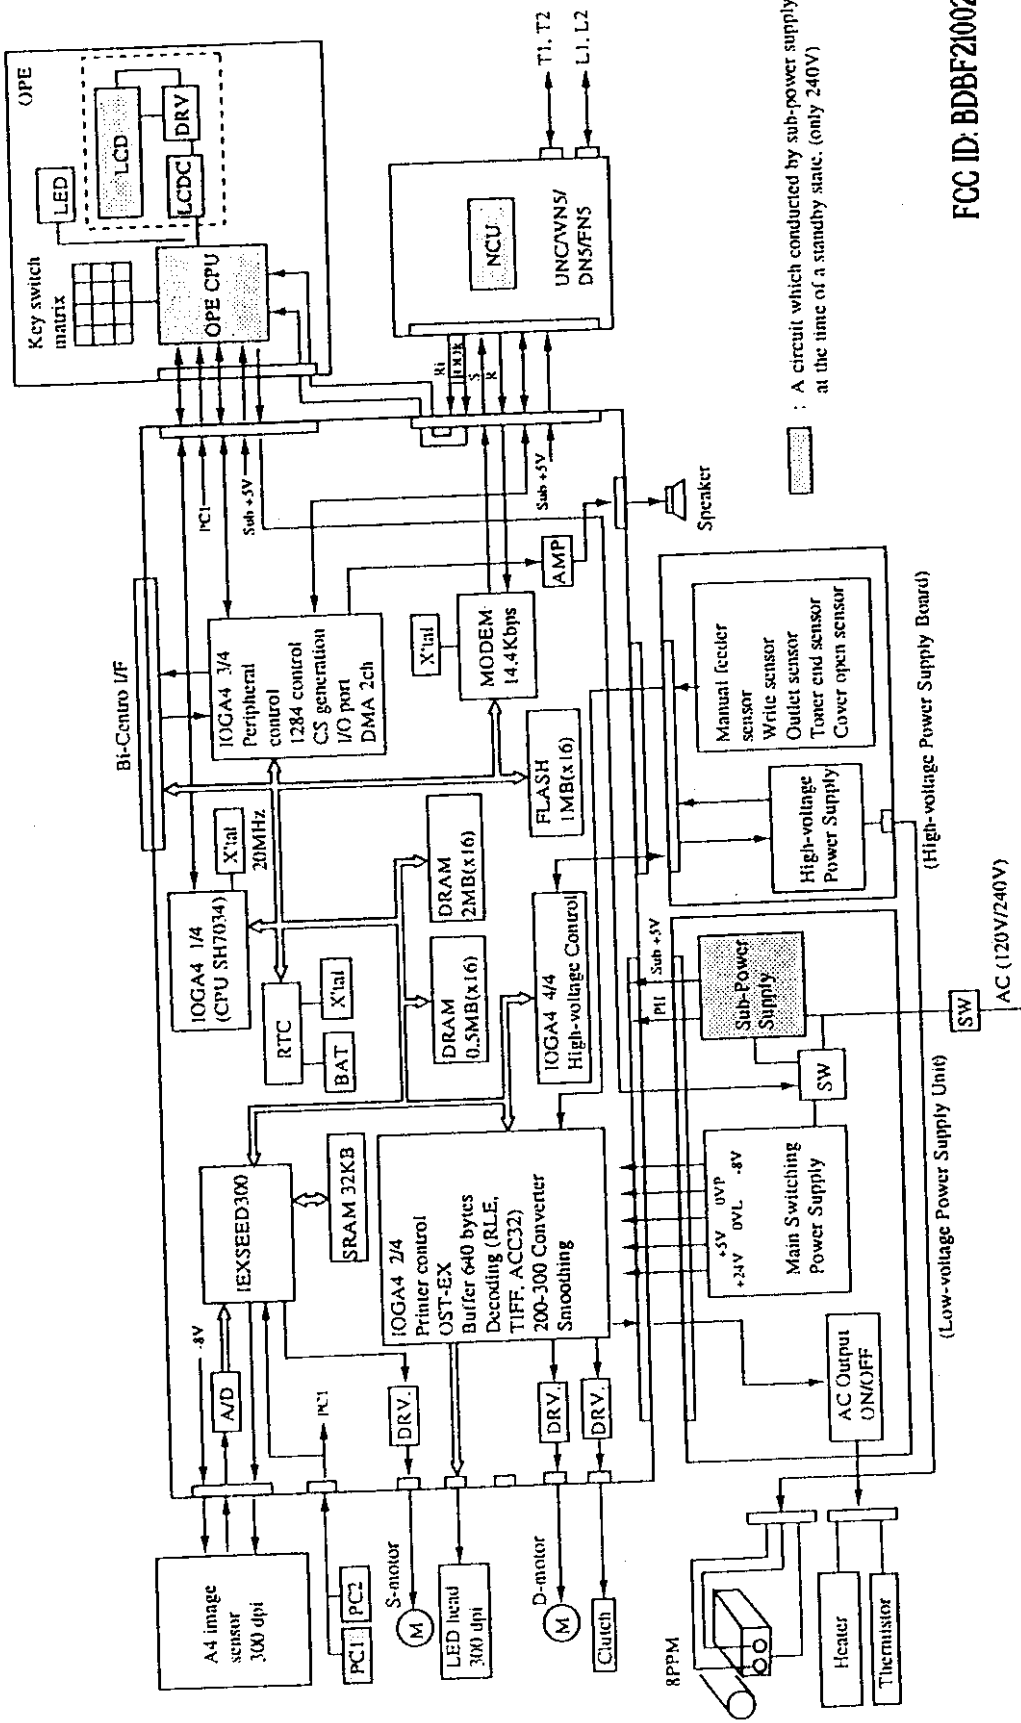 OPE
LED
LCD
DRV
LCDC
Key switch
matrix
OPE CPU
T1, T2
L1, L2
NCU
UNC/WN5/
DN5/FN5
: A circuit which conducted by sub-power supply
at the time of a standby state. (only 240V)
FCC ID: BDBF21002
Bi-Centro I/F
PC1
Sub +5V
Ri
S
R
Sub +5V
IOGA4 1/4
(CPU SH7034)
X'tal
20MHz
IOGA4 3/4
Peripheral
control
1284 control
CS generation
I/O port
DMA 2ch
AMP
Speaker
X'tal
MODEM
14.4Kbps
FLASH
1MB(x16)
RTC
X'tal
BAT
DRAM
2MB(x16)
DRAM
0.5MB(x16)
IOGA4 4/4
High-voltage Control
IEXSEED300
SRAM 32KB
-8V
A/D
PC1
IOGA4 2/4
Printer control
OST-EX
Buffer 640 bytes
Decoding (RLE,
TIFF, ACC32)
200-300 Converter
Smoothing
DRV.
DRV.
DRV.
A4 image
sensor
300 dpi
PC1
PC2
S-motor
M
LED head
300 dpi
D-motor
M
Clutch
8PPM
Heater
Thermistor
AC Output
ON/OFF
+24V
+5V
0VL
0VP
-8V
Main Switching
Power Supply
SW
PH
Sub +5V
Sub-Power
Supply
(Low-voltage Power Supply Unit)
SW
AC (120V/240V)
High-voltage
Power Supply
Manual feeder
sensor
Write sensor
Outlet sensor
Toner end sensor
Cover open sensor
(High-voltage Power Supply Board)